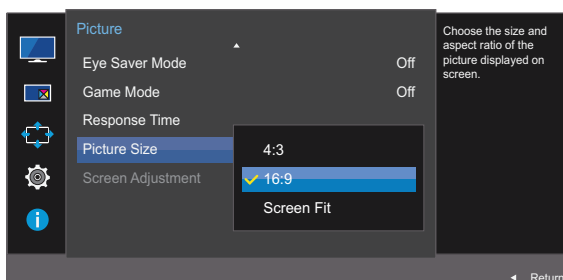 Picture
Eye Saver Mode Off
Game Mode Off
Response Time
Picture Size
Screen Adjustment
4:3
16:9
Screen Fit
Choose the size and
aspect ratio of the
picture displayed on
screen.
Return